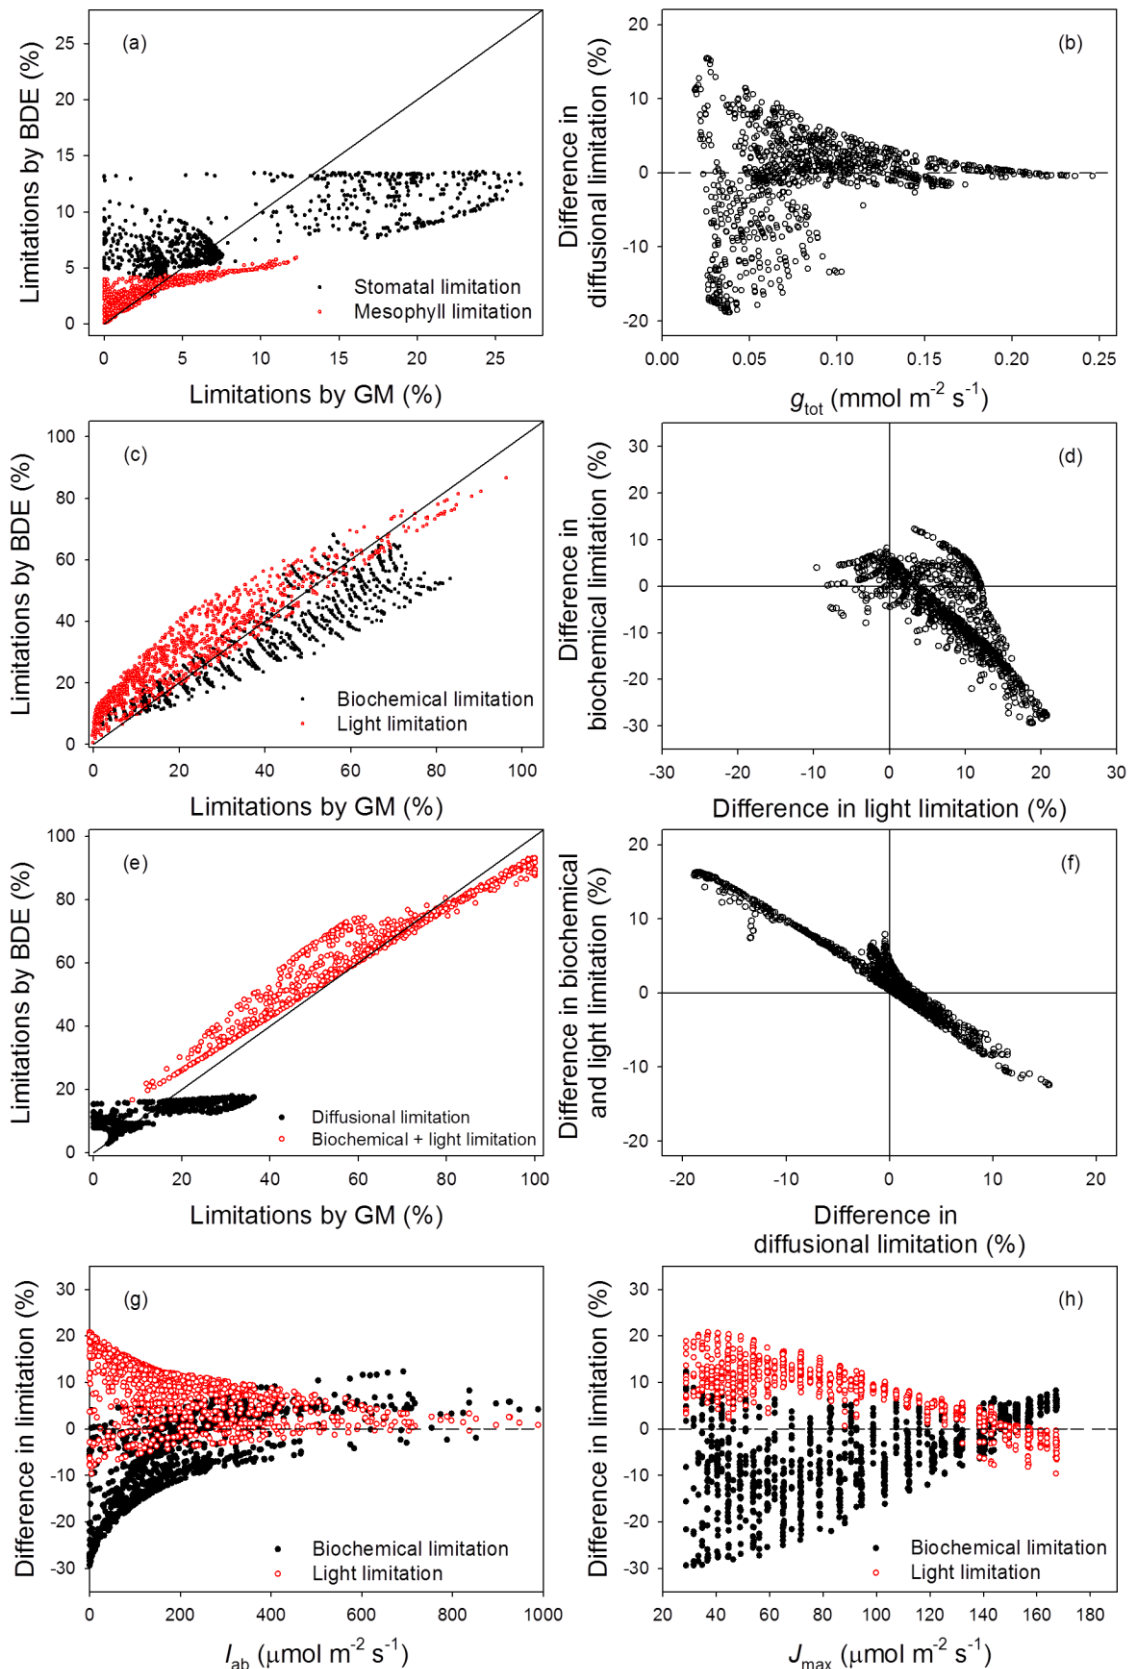 Limitations by BDE (%)
25
20
15
10
5
0
(a)
Stomatal limitation
Mesophyll limitation
0 5 10 15 20 25
Limitations by GM (%)
Difference in
diffusional limitation (%)
20
10
0
-10
-20
(b)
0.00 0.05 0.10 0.15 0.20 0.25
g_tot (mmol m⁻² s⁻¹)
Limitations by BDE (%)
100
80
60
40
20
0
(c)
Biochemical limitation
Light limitation
0 20 40 60 80 100
Limitations by GM (%)
Difference in
biochemical limitation (%)
30
20
10
0
-10
-20
-30
(d)
-30 -20 -10 0 10 20 30
Difference in light limitation (%)
Limitations by BDE (%)
100
80
60
40
20
0
(e)
Diffusional limitation
Biochemical + light limitation
0 20 40 60 80 100
Limitations by GM (%)
Difference in biochemical
and light limitation (%)
20
10
0
-10
-20
(f)
-20 -10 0 10 20
Difference in
diffusional limitation (%)
Difference in limitation (%)
30
20
10
0
-10
-20
-30
(g)
Biochemical limitation
Light limitation
0 200 400 600 800 1000
I_ab (μmol m⁻² s⁻¹)
Difference in limitation (%)
30
20
10
0
-10
-20
-30
(h)
Biochemical limitation
Light limitation
20 40 60 80 100 120 140 160 180
J_max (μmol m⁻² s⁻¹)